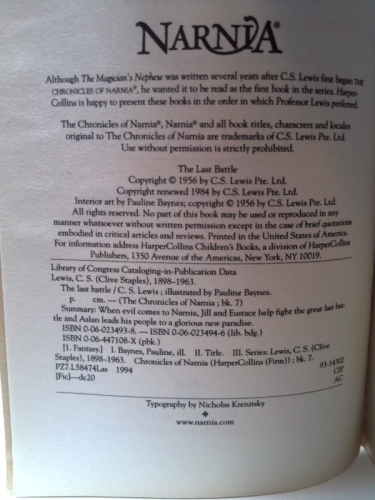 NARNIA®
Although The Magician's Nephew was written several years after C.S. Lewis first began THE
CHRONICLES OF NARNIA®, he wanted it to be read as the first book in the series. Harper-
Collins is happy to present these books in the order in which Professor Lewis preferred.
The Chronicles of Narnia®, Narnia® and all book titles, characters and locales
original to The Chronicles of Narnia are trademarks of C.S. Lewis Pte. Ltd.
Use without permission is strictly prohibited.
The Last Battle
Copyright © 1956 by C.S. Lewis Pte. Ltd.
Copyright renewed 1984 by C.S. Lewis Pte. Ltd.
Interior art by Pauline Baynes; copyright © 1956 by C.S. Lewis Pte. Ltd.
All rights reserved. No part of this book may be used or reproduced in any
manner whatsoever without written permission except in the case of brief quotations
embodied in critical articles and reviews. Printed in the United States of America.
For information address HarperCollins Children's Books, a division of HarperCollins
Publishers, 1350 Avenue of the Americas, New York, NY 10019.
Library of Congress Cataloging-in-Publication Data
Lewis, C. S. (Clive Staples), 1898–1963.
The last battle / C. S. Lewis ; illustrated by Pauline Baynes.
p. cm. — (The Chronicles of Narnia ; bk. 7)
Summary: When evil comes to Narnia, Jill and Eustace help fight the great last bat-
tle and Aslan leads his people to a glorious new paradise.
ISBN 0-06-023493-8. — ISBN 0-06-023494-6 (lib. bdg.)
ISBN 0-06-447108-X (pbk.)
[1. Fantasy.] I. Baynes, Pauline, ill. II. Title. III. Series: Lewis, C. S. (Clive
Staples), 1898–1963. Chronicles of Narnia (HarperCollins (Firm)) ; bk. 7.
PZ7.L58474Las 1994 93-14302
[Fic]—dc20 CIP
AC
Typography by Nicholas Krenitsky
www.narnia.com